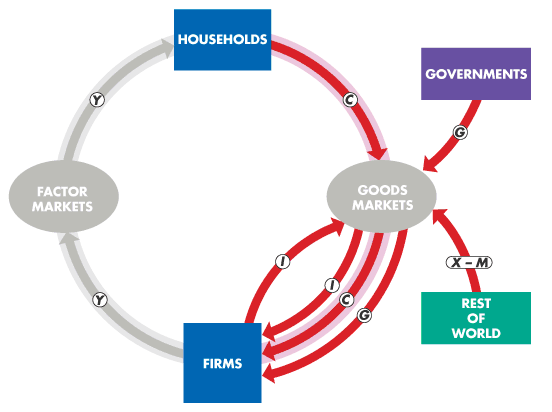 HOUSEHOLDS
GOVERNMENTS
Y
C
G
FACTOR
MARKETS
GOODS
MARKETS
I
X – M
I
Y
C
G
REST
OF
WORLD
FIRMS